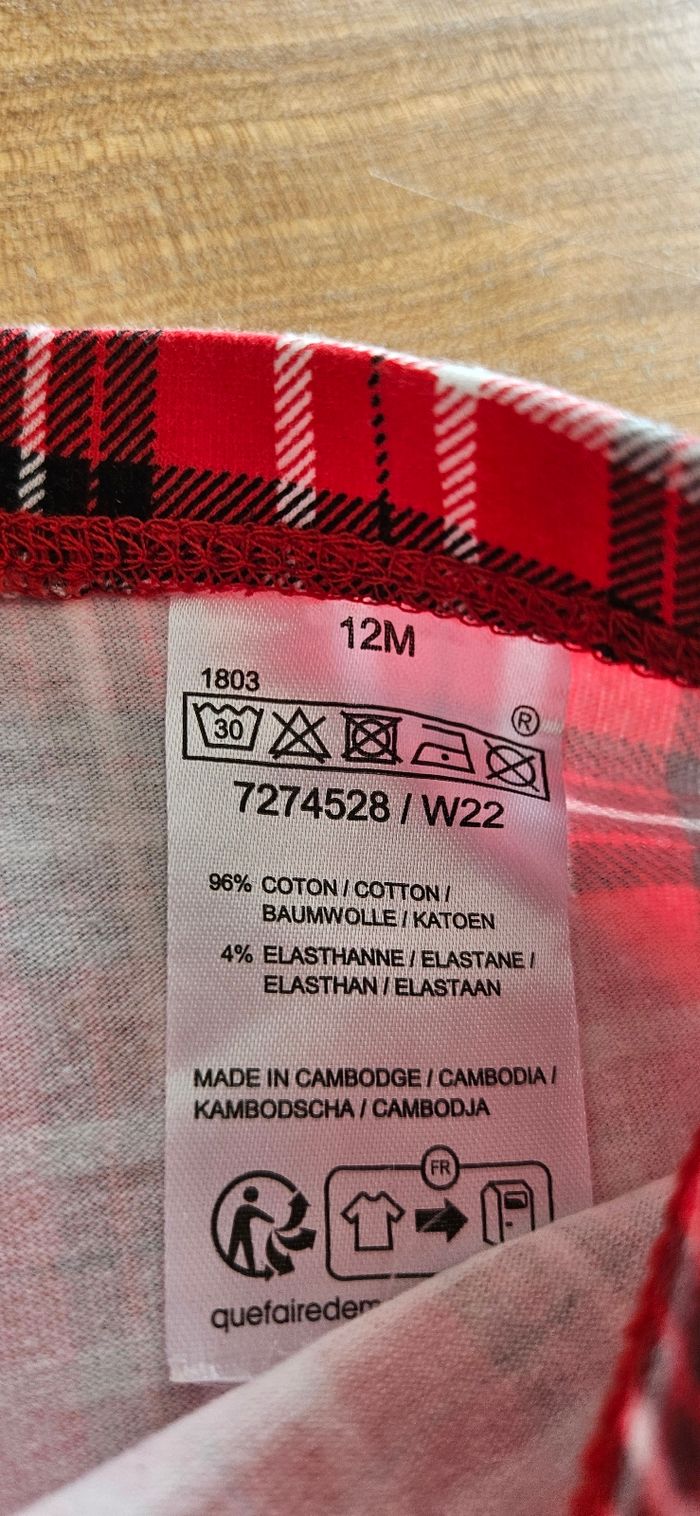 12M
1803
30
®
7274528 / W22
96% COTON / COTTON /
BAUMWOLLE / KATOEN
4% ELASTHANNE / ELASTANE /
ELASTHAN / ELASTAAN
MADE IN CAMBODGE / CAMBODIA /
KAMBODSCHA / CAMBODJA
FR